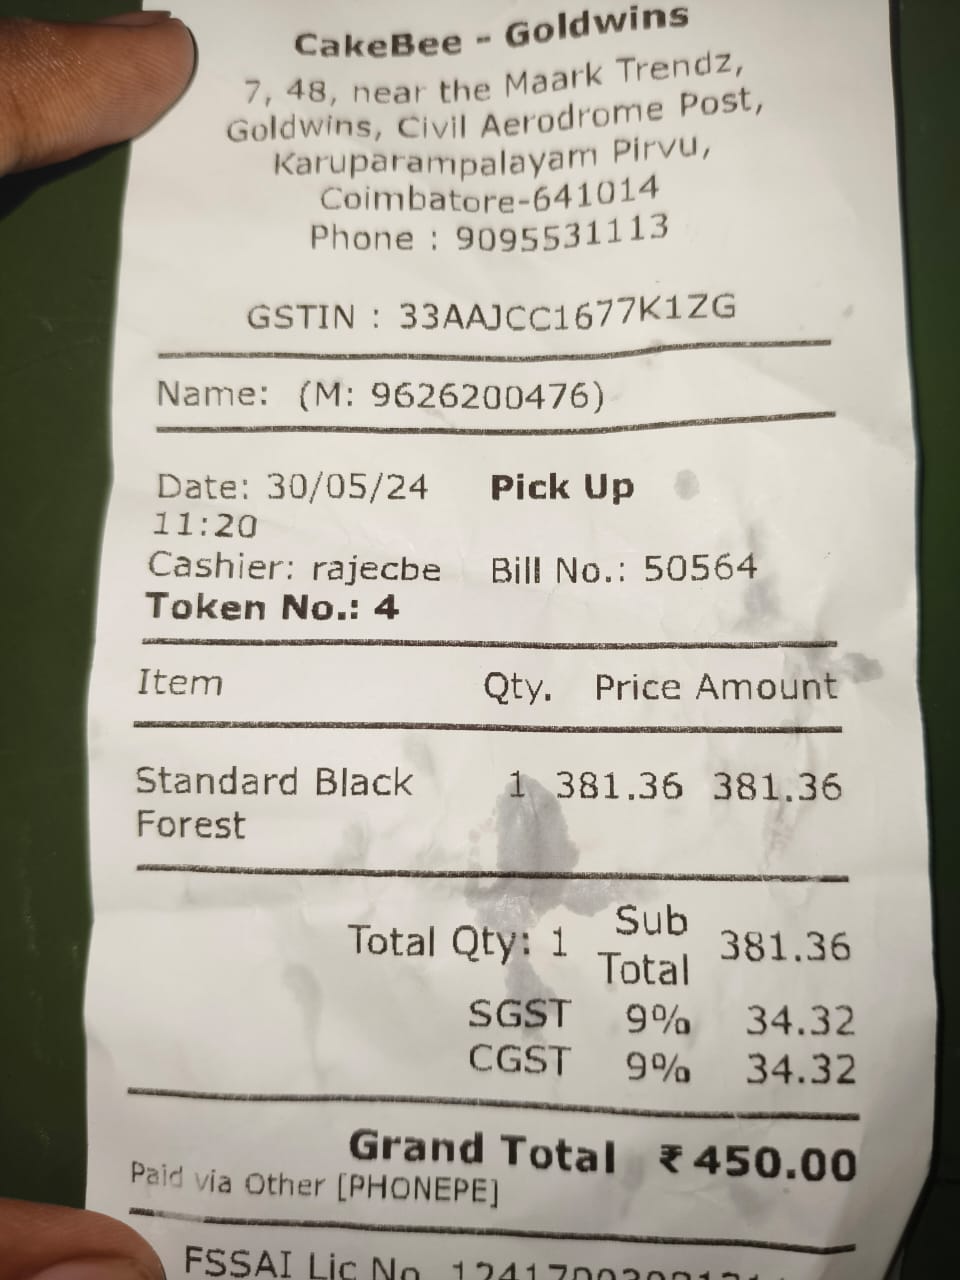 CakeBee - Goldwins
7, 48, near the Maark Trendz,
Goldwins, Civil Aerodrome Post,
Karuparampalayam Pirvu,
Coimbatore-641014
Phone : 9095531113
GSTIN : 33AAJCC1677K1ZG
Name: (M: 9626200476)
Date: 30/05/24 Pick Up
11:20
Cashier: rajecbe Bill No.: 50564
Token No.: 4
Item Qty. Price Amount
Standard Black 1 381.36 381.36
Forest
Total Qty: 1 Sub Total 381.36
SGST 9% 34.32
CGST 9% 34.32
Grand Total ₹450.00
Paid via Other [PHONEPE]
FSSAI Lic No.